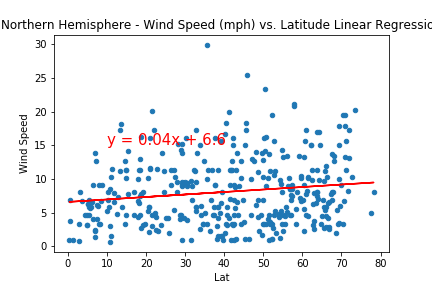 Northern Hemisphere - Wind Speed (mph) vs. Latitude Linear Regressio
30
25
20
15
10
5
0
Wind Speed
y = 0.04x + 6.6
0 10 20 30 40 50 60 70 80
Lat